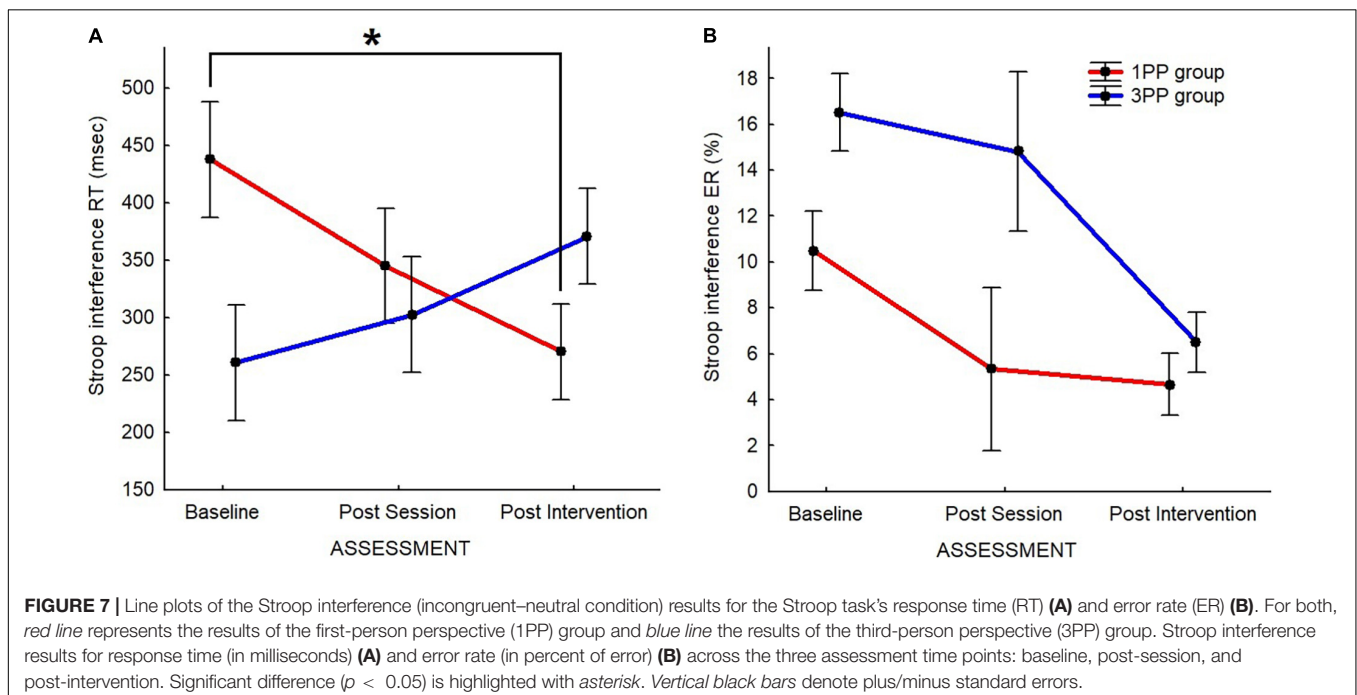 A
*
Stroop interference RT (msec)
500
450
400
350
300
250
200
150
Baseline
Post Session
Post Intervention
ASSESSMENT
B
Stroop interference ER (%)
18
16
14
12
10
8
6
4
2
0
1PP group
3PP group
Baseline
Post Session
Post Intervention
ASSESSMENT
FIGURE 7 | Line plots of the Stroop interference (incongruent–neutral condition) results for the Stroop task's response time (RT) (A) and error rate (ER) (B). For both,
red line represents the results of the first-person perspective (1PP) group and blue line the results of the third-person perspective (3PP) group. Stroop interference
results for response time (in milliseconds) (A) and error rate (in percent of error) (B) across the three assessment time points: baseline, post-session, and
post-intervention. Significant difference (p < 0.05) is highlighted with asterisk. Vertical black bars denote plus/minus standard errors.